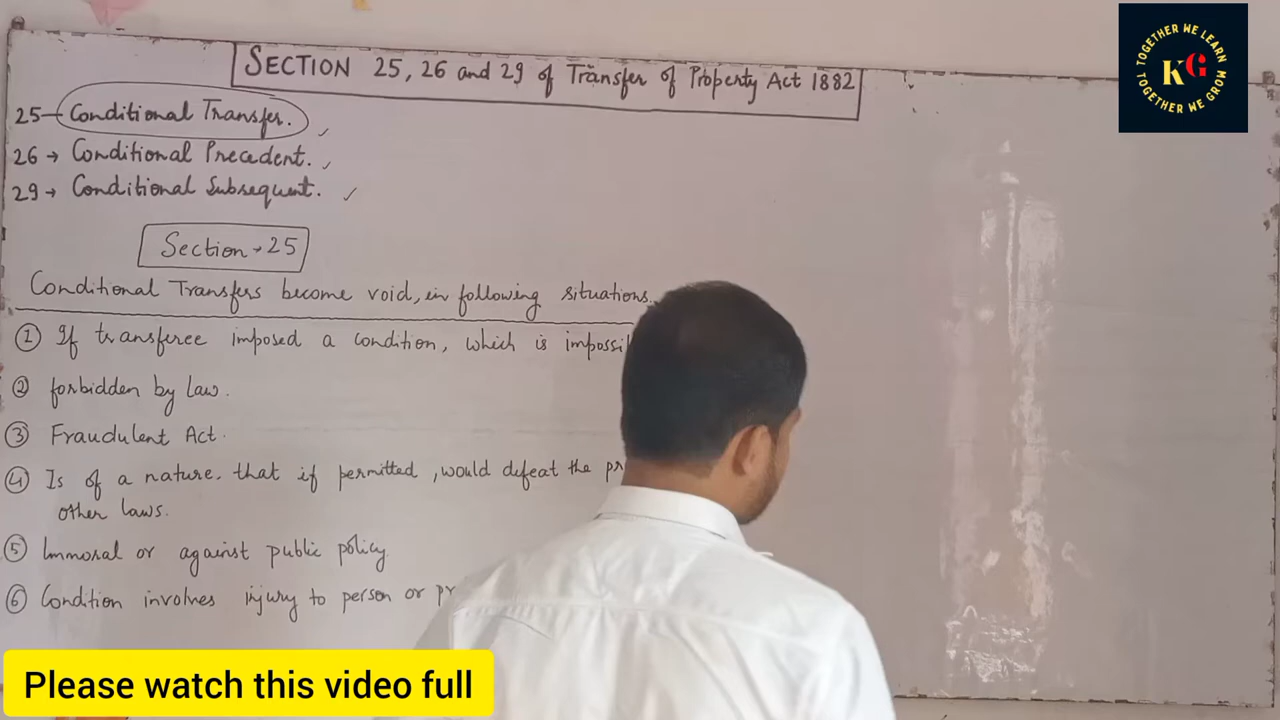 SECTION 25, 26 and 29 of Transfer of Property Act 1882
25 - Conditional Transfer.
26 → Conditional Precedent.
29 → Conditional Subsequent.
Section - 25
Conditional Transfers become void, in following situations.
① If transferee imposed a condition, which is
② forbidden by law.
③ Fraudulent Act.
④ Is of a nature. that if permitted, would defeat the
other laws.
⑤ Immoral or against public policy.
⑥ Condition involves injury to person or
TOGETHER WE LEARN
KG
TOGETHER WE GROW
Please watch this video full